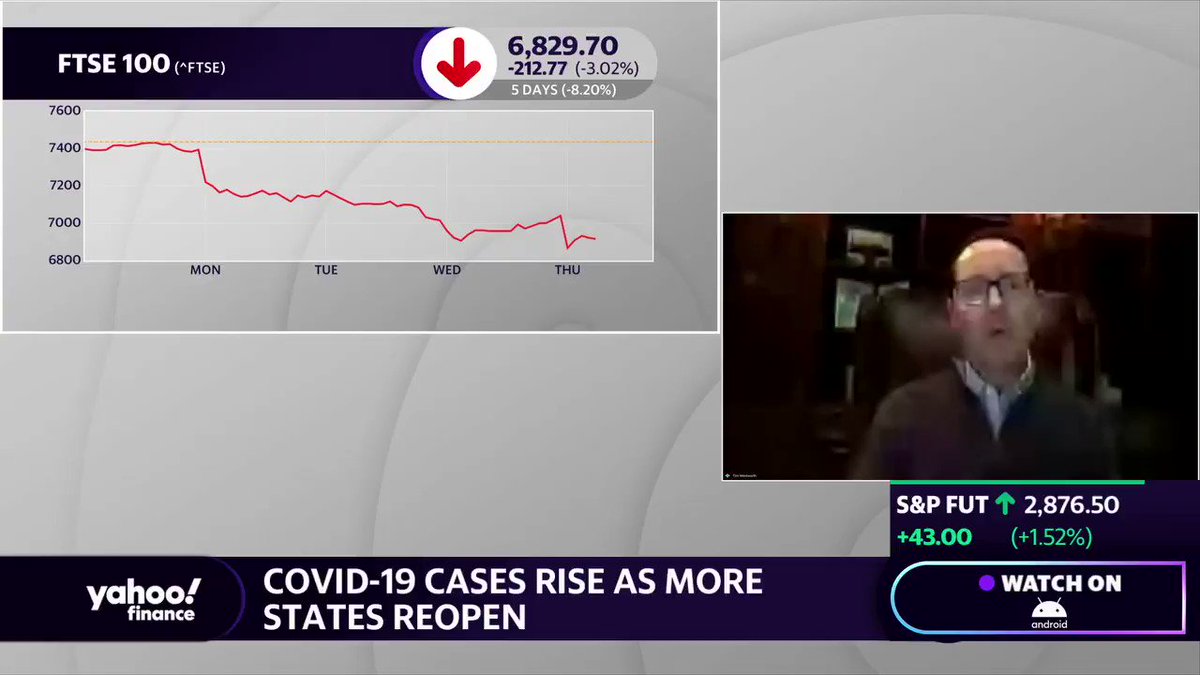 FTSE 100 (^FTSE)
6,829.70
-212.77 (-3.02%)
5 DAYS (-8.20%)
7600
7400
7200
7000
6800
MON TUE WED THU
S&P FUT 2,876.50
+43.00 (+1.52%)
yahoo!
finance
COVID-19 CASES RISE AS MORE
STATES REOPEN
WATCH ON
android